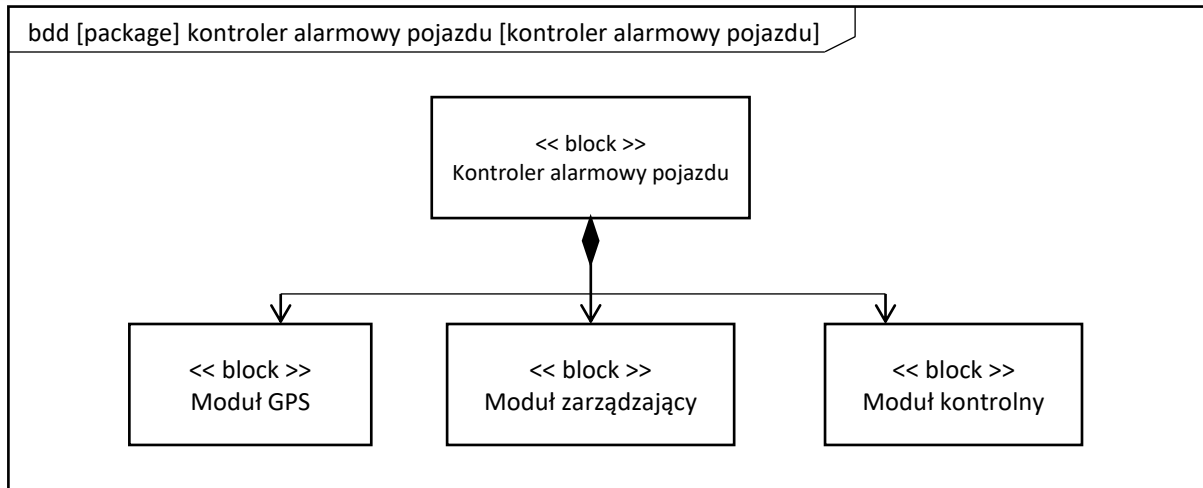 bdd [package] kontroler alarmowy pojazdu [kontroler alarmowy pojazdu]
<< block >>
Kontroler alarmowy pojazdu
<< block >>
Moduł GPS
<< block >>
Moduł zarządzający
<< block >>
Moduł kontrolny